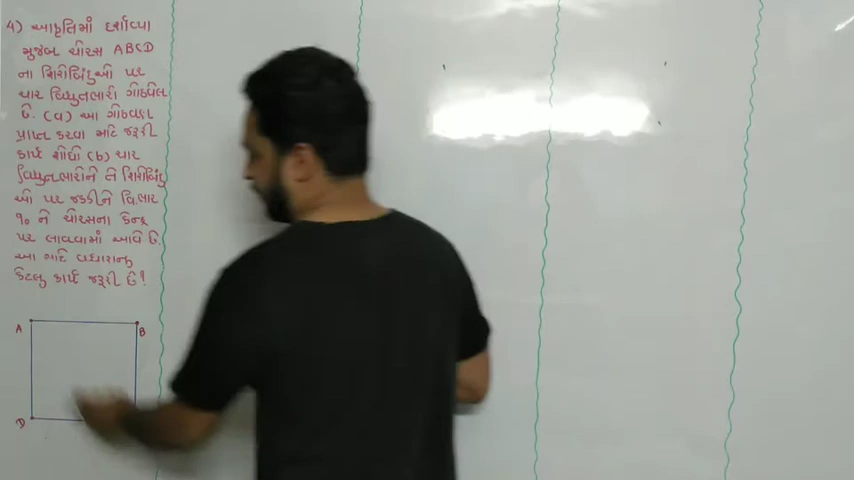 4) આકૃતિમાં દર્શાવ્યા
મુજબ ચોરસ ABCD
ના શિરોબિંદુઓ પર
ચાર વિદ્યુતભારો ગોઠવેલ
છે. (a) આ ગોઠવણ
પ્રાપ્ત કરવા માટે જરૂરી
કાર્ય શોધો (b) ચાર
વિદ્યુતભારોને તે શિરોબિંદુ
ઓ પર જકડીને વિ.ભાર
q₀ ને ચોરસના કેન્દ્ર
પર લાવવામાં આવે છે.
આ માટે વધારાનુ
કેટલુ કાર્ય જરૂરી છે?
A B
D